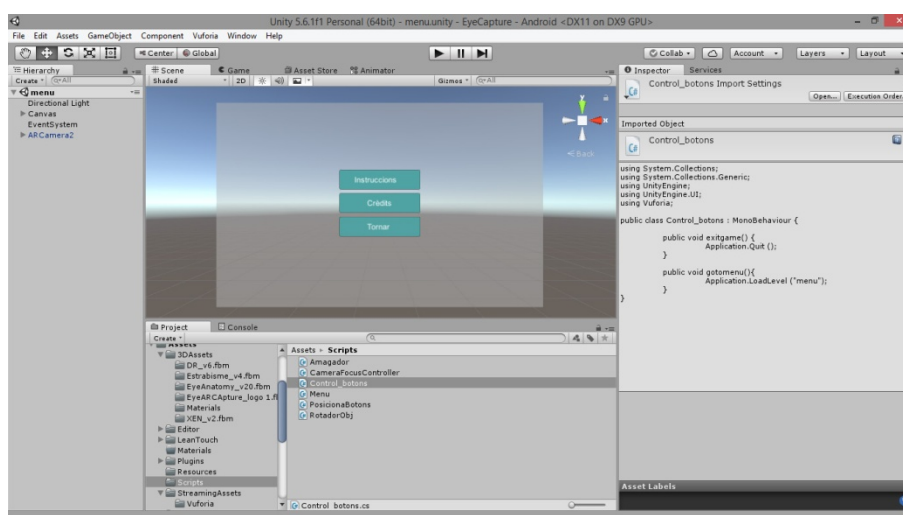 Unity 5.6.1f1 Personal (64bit) - menu.unity - EyeCapture - Android <DX11 on DX9 GPU>
File Edit Assets GameObject Component Vuforia Window Help
Center Global
Collab Account Layers Layout
Hierarchy
Create
All
menu
Directional Light
Canvas
EventSystem
ARCamera2
Scene Game Asset Store Animator
Shaded 2D Gizmos All
y
x
Back
Instruccions
Crèdits
Tornar
Project Console
Create
Assets
3DAssets
DR_v6.fbm
Estrabisme_v4.fbm
EyeAnatomy_v20.fbm
EyeARCApture_logo 1.f
Materials
XEN_v2.fbm
Editor
LeanTouch
Materials
Plugins
Resources
Scripts
StreamingAssets
Vuforia
Assets Scripts
Amagador
CameraFocusController
Control_botons
Menu
PosicionaBotons
RotadorObj
Control_botons.cs
Inspector Services
Control_botons Import Settings
Open... Execution Order.
Imported Object
Control_botons
using System.Collections;
using System.Collections.Generic;
using UnityEngine;
using UnityEngine.UI;
using Vuforia;
public class Control_botons : MonoBehaviour {
public void exitgame() {
Application.Quit ();
}
public void gotomenu(){
Application.LoadLevel ("menu");
}
}
Asset Labels